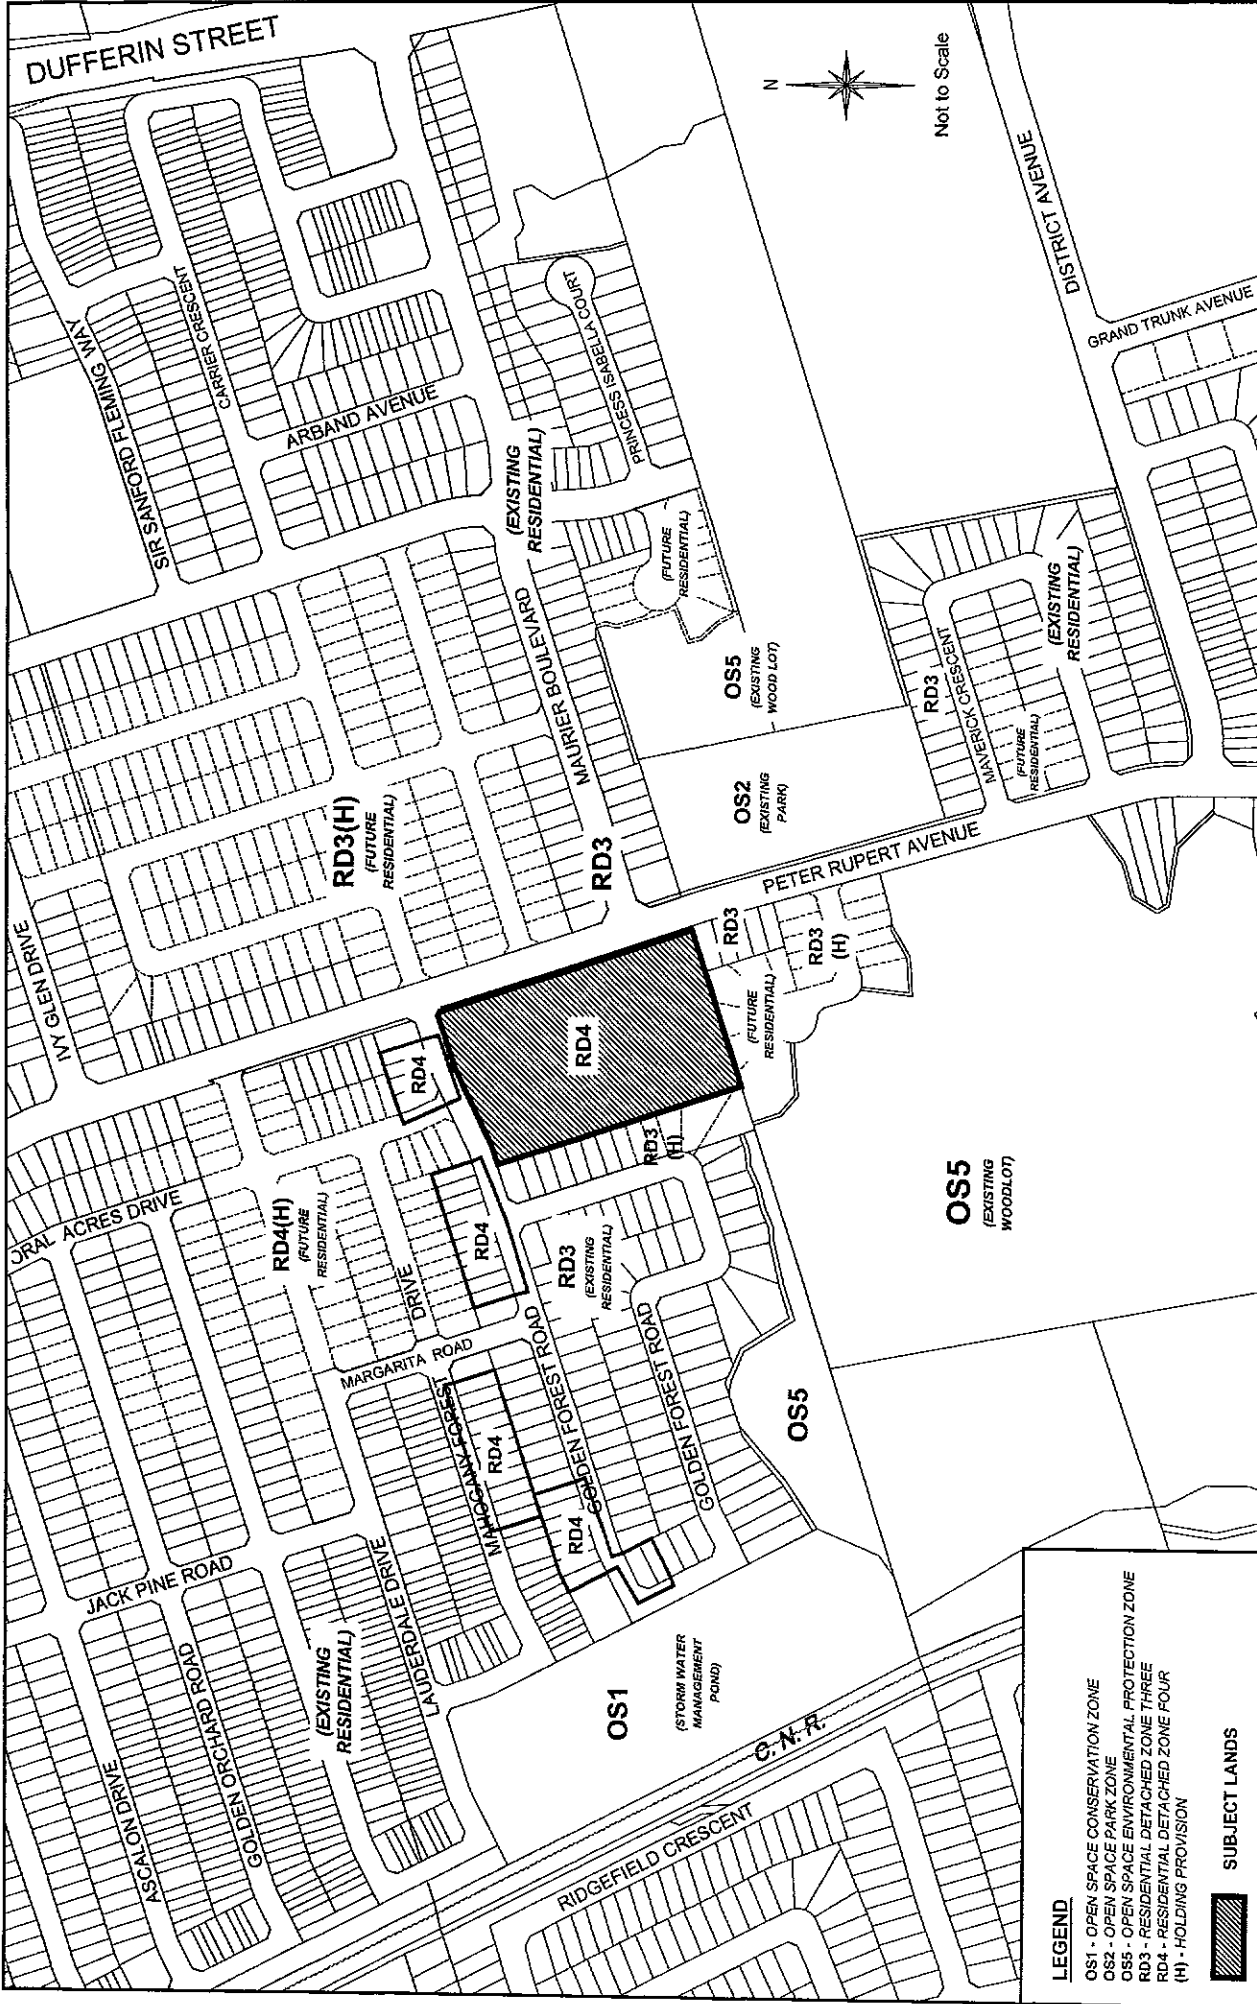 DUFFERIN STREET
N
Not to Scale
SIR SANFORD FLEMING WAY
CARRIER CRESCENT
ARBAND AVENUE
PRINCESS ISABELLA COURT
DISTRICT AVENUE
GRAND TRUNK AVENUE
(EXISTING
RESIDENTIAL)
(FUTURE
RESIDENTIAL)
MAURIER BOULEVARD
OS5
(EXISTING
WOOD LOT)
OS2
(EXISTING
PARK)
RD3
MAVERICK CRESCENT
(EXISTING
RESIDENTIAL)
(FUTURE
RESIDENTIAL)
RD3(H)
(FUTURE
RESIDENTIAL)
RD3
PETER RUPERT AVENUE
IVY GLEN DRIVE
RD3
RD3
(H)
(FUTURE
RESIDENTIAL)
RD4
RD4
RD3
(H)
ORAL ACRES DRIVE
RD4(H)
(FUTURE
RESIDENTIAL)
DRIVE
RD4
RD3
(EXISTING
RESIDENTIAL)
OS5
(EXISTING
WOODLOT)
MARGARITA ROAD
MAHOGANY FOREST
GOLDEN FOREST ROAD
GOLDEN FOREST ROAD
RD4
RD4
OS5
JACK PINE ROAD
LAUDERDALE DRIVE
(EXISTING
RESIDENTIAL)
GOLDEN ORCHARD ROAD
ASCALON DRIVE
OS1
(STORM WATER
MANAGEMENT
POND)
C. N. R.
RIDGEFIELD CRESCENT
LEGEND
OS1 - OPEN SPACE CONSERVATION ZONE
OS2 - OPEN SPACE PARK ZONE
OS5 - OPEN SPACE ENVIRONMENTAL PROTECTION ZONE
RD3 - RESIDENTIAL DETACHED ZONE THREE
RD4 - RESIDENTIAL DETACHED ZONE FOUR
(H) - HOLDING PROVISION
SUBJECT LANDS